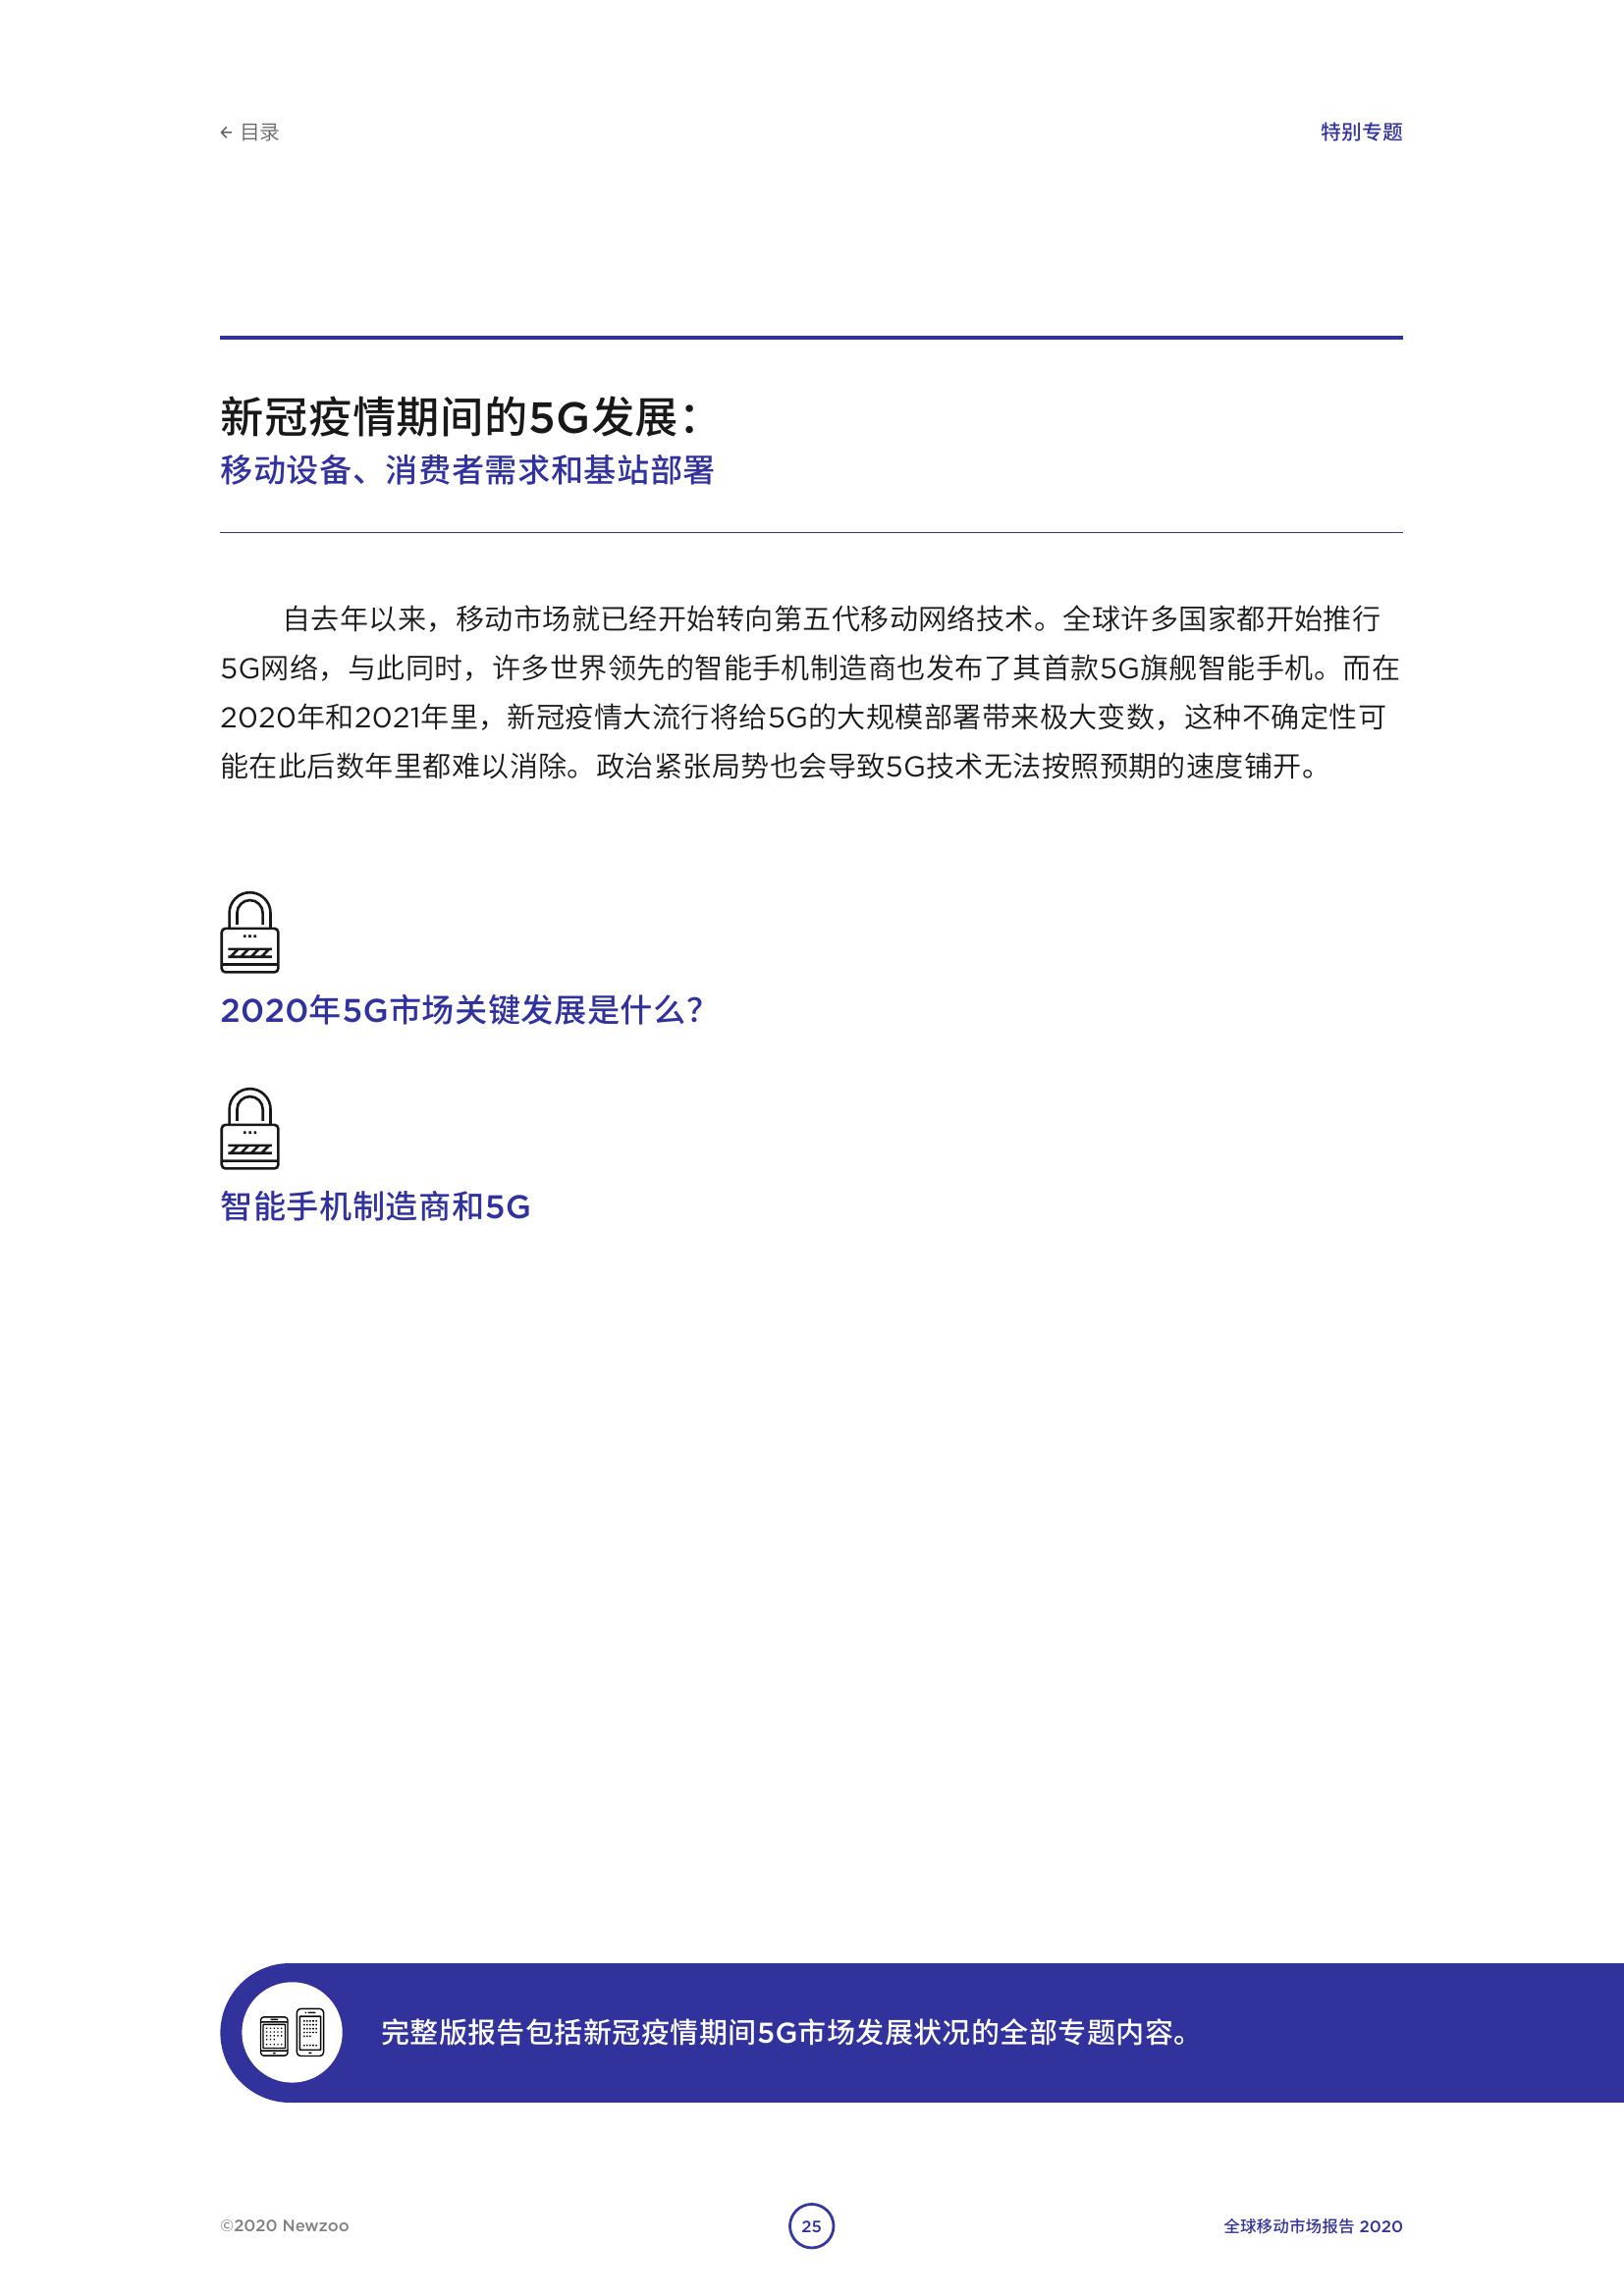 ← 目录
特别专题
新冠疫情期间的5G发展：
移动设备、消费者需求和基站部署
自去年以来，移动市场就已经开始转向第五代移动网络技术。全球许多国家都开始推行
5G网络，与此同时，许多世界领先的智能手机制造商也发布了其首款5G旗舰智能手机。而在
2020年和2021年里，新冠疫情大流行将给5G的大规模部署带来极大变数，这种不确定性可
能在此后数年里都难以消除。政治紧张局势也会导致5G技术无法按照预期的速度铺开。
2020年5G市场关键发展是什么？
智能手机制造商和5G
完整版报告包括新冠疫情期间5G市场发展状况的全部专题内容。
©2020 Newzoo
25
全球移动市场报告 2020